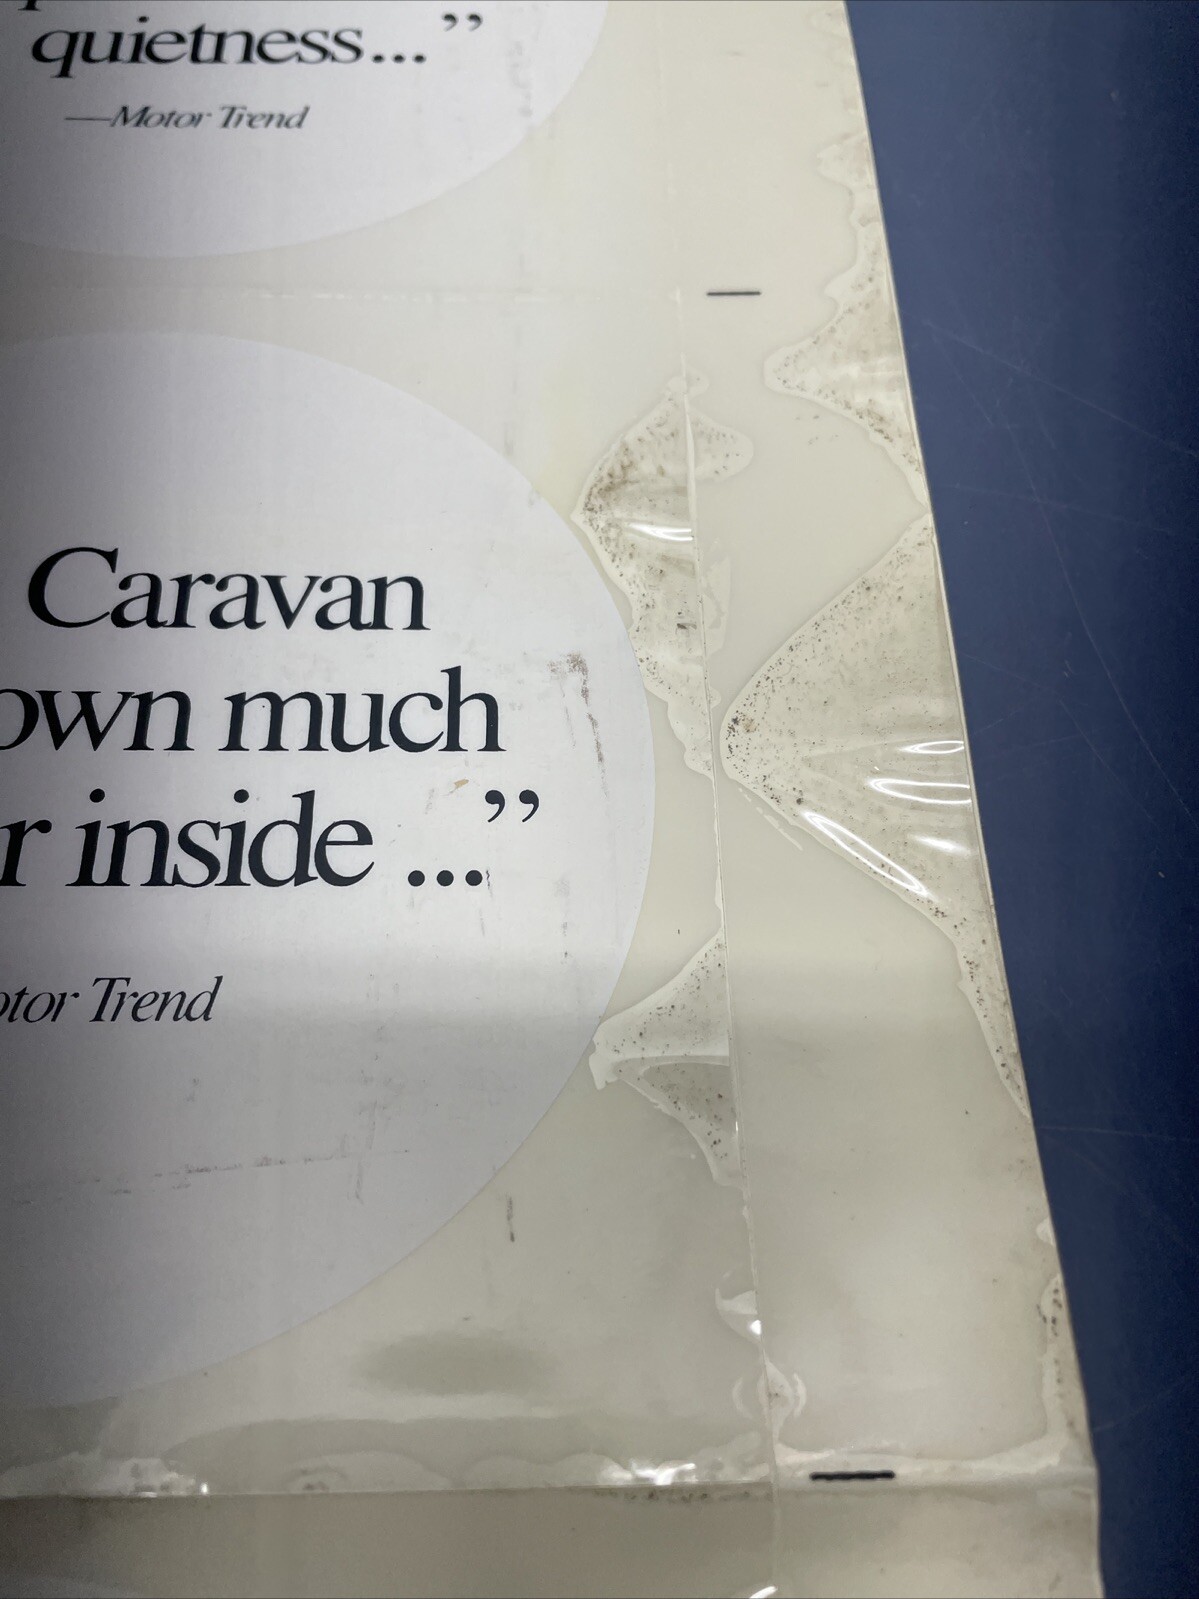 quietness...”
—Motor Trend
Caravan
own much
r inside ...”
otor Trend